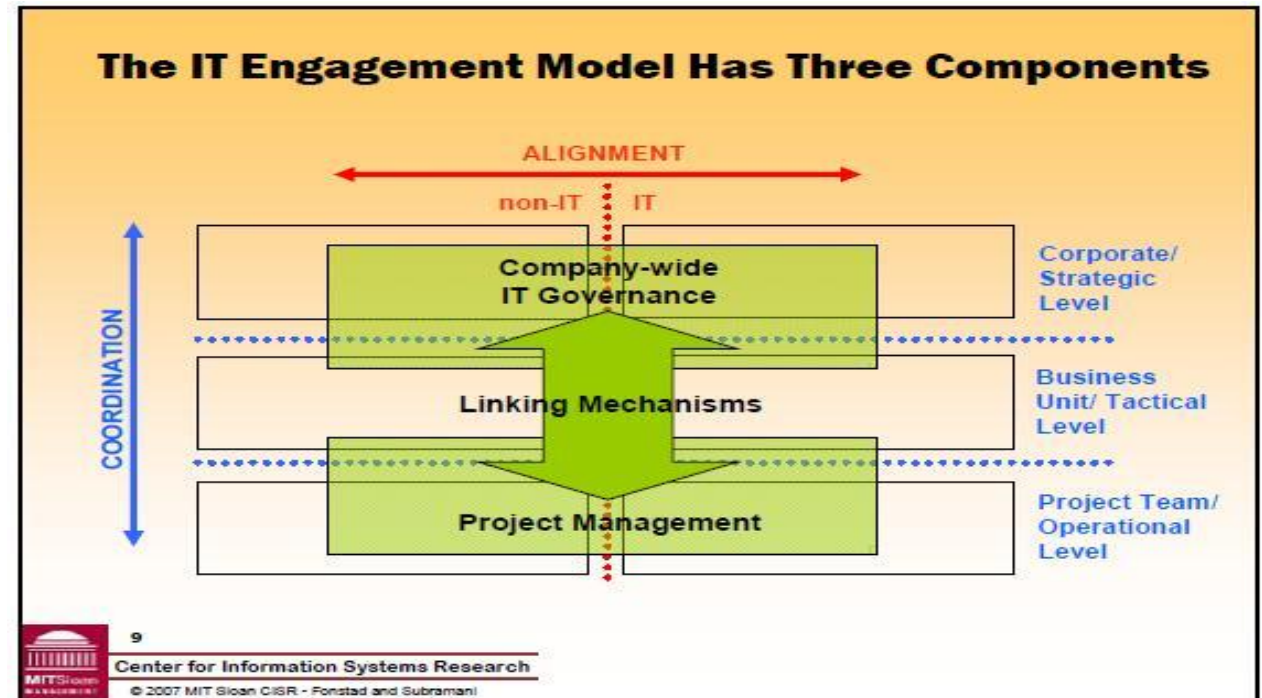 The IT Engagement Model Has Three Components
ALIGNMENT
non-IT
IT
COORDINATION
Company-wide
IT Governance
Corporate/
Strategic
Level
Linking Mechanisms
Business
Unit/ Tactical
Level
Project Management
Project Team/
Operational
Level
MITSloan
MANAGEMENT
9
Center for Information Systems Research
© 2007 MIT Sloan CISR - Fonstad and Subramani